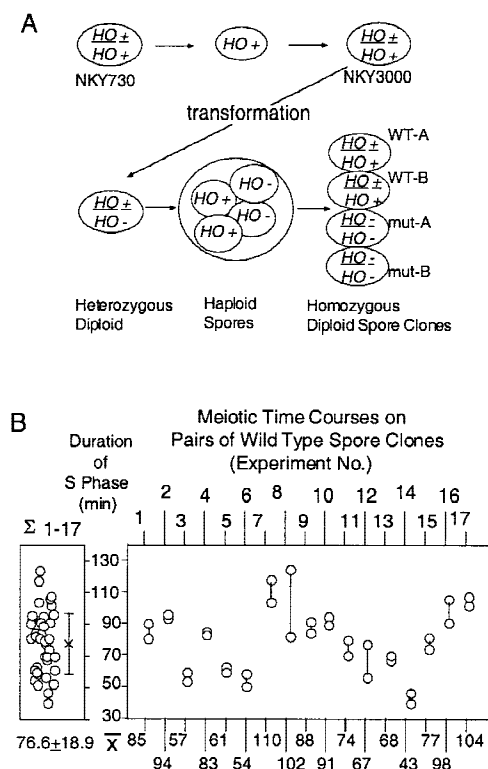 A
HO ±
HO +
NKY730
HO +
HO ±
HO +
NKY3000
transformation
HO ±
HO -
HO +
HO -
HO -
HO +
HO ±
HO +
WT-A
HO ±
HO +
WT-B
HO -
HO -
mut-A
HO -
HO -
mut-B
Heterozygous
Diploid
Haploid
Spores
Homozygous
Diploid Spore Clones
B
Duration
of
S Phase
(min)
Σ 1-17
Meiotic Time Courses on
Pairs of Wild Type Spore Clones
(Experiment No.)
2 4 6 8 10 12 14 16
1 3 5 7 9 11 13 15 17
130
110
90
70
50
30
76.6±18.9
X̄ 85 57 61 110 88 74 68 77 104
94 83 54 102 91 67 43 98